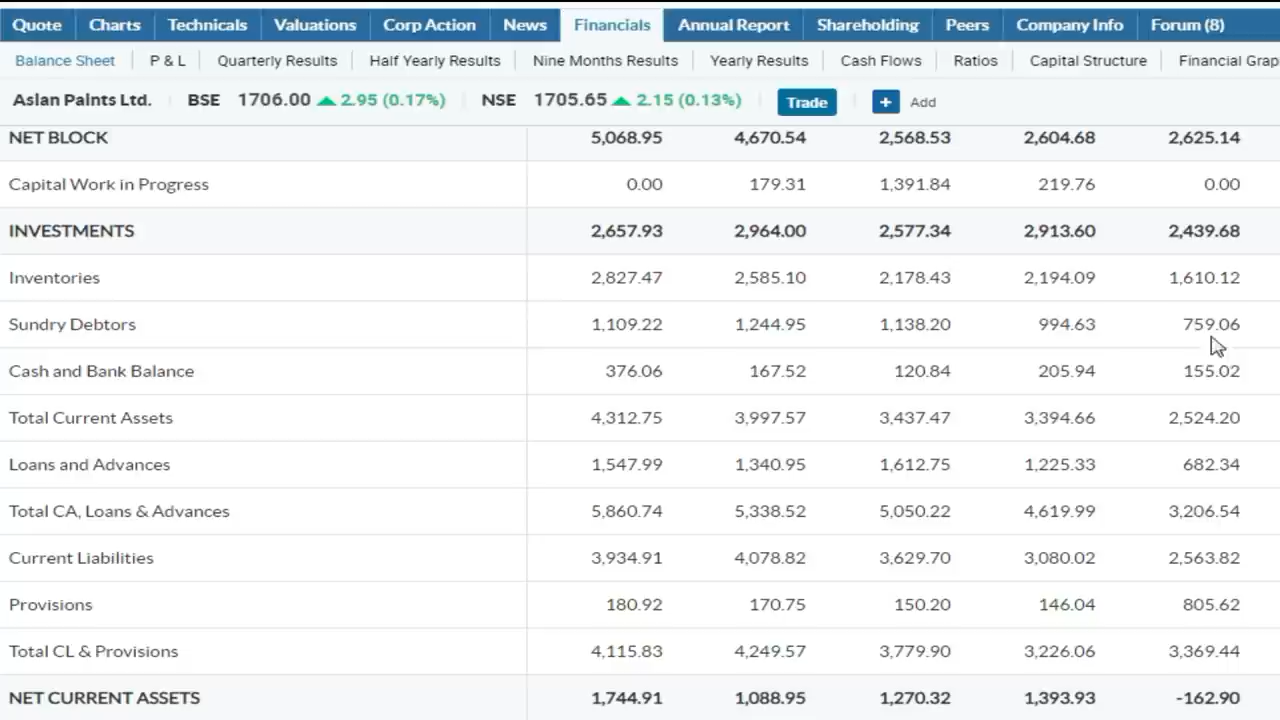 Quote Charts Technicals Valuations Corp Action News Financials Annual Report Shareholding Peers Company Info Forum (8)
Balance Sheet P & L Quarterly Results Half Yearly Results Nine Months Results Yearly Results Cash Flows Ratios Capital Structure Financial Grap
Asian Paints Ltd. BSE 1706.00 2.95 (0.17%) NSE 1705.65 2.15 (0.13%) Trade + Add
NET BLOCK 5,068.95 4,670.54 2,568.53 2,604.68 2,625.14
Capital Work in Progress 0.00 179.31 1,391.84 219.76 0.00
INVESTMENTS 2,657.93 2,964.00 2,577.34 2,913.60 2,439.68
Inventories 2,827.47 2,585.10 2,178.43 2,194.09 1,610.12
Sundry Debtors 1,109.22 1,244.95 1,138.20 994.63 759.06
Cash and Bank Balance 376.06 167.52 120.84 205.94 155.02
Total Current Assets 4,312.75 3,997.57 3,437.47 3,394.66 2,524.20
Loans and Advances 1,547.99 1,340.95 1,612.75 1,225.33 682.34
Total CA, Loans & Advances 5,860.74 5,338.52 5,050.22 4,619.99 3,206.54
Current Liabilities 3,934.91 4,078.82 3,629.70 3,080.02 2,563.82
Provisions 180.92 170.75 150.20 146.04 805.62
Total CL & Provisions 4,115.83 4,249.57 3,779.90 3,226.06 3,369.44
NET CURRENT ASSETS 1,744.91 1,088.95 1,270.32 1,393.93 -162.90